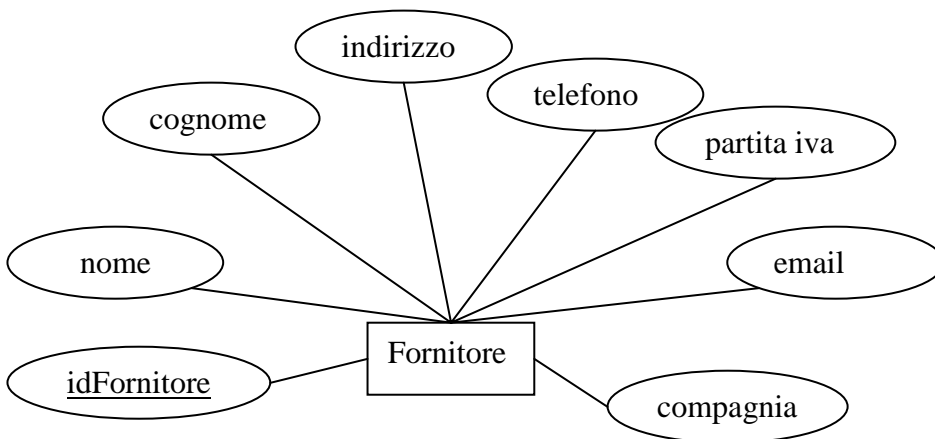 indirizzo
telefono
cognome
partita iva
nome
email
Fornitore
idFornitore
compagnia